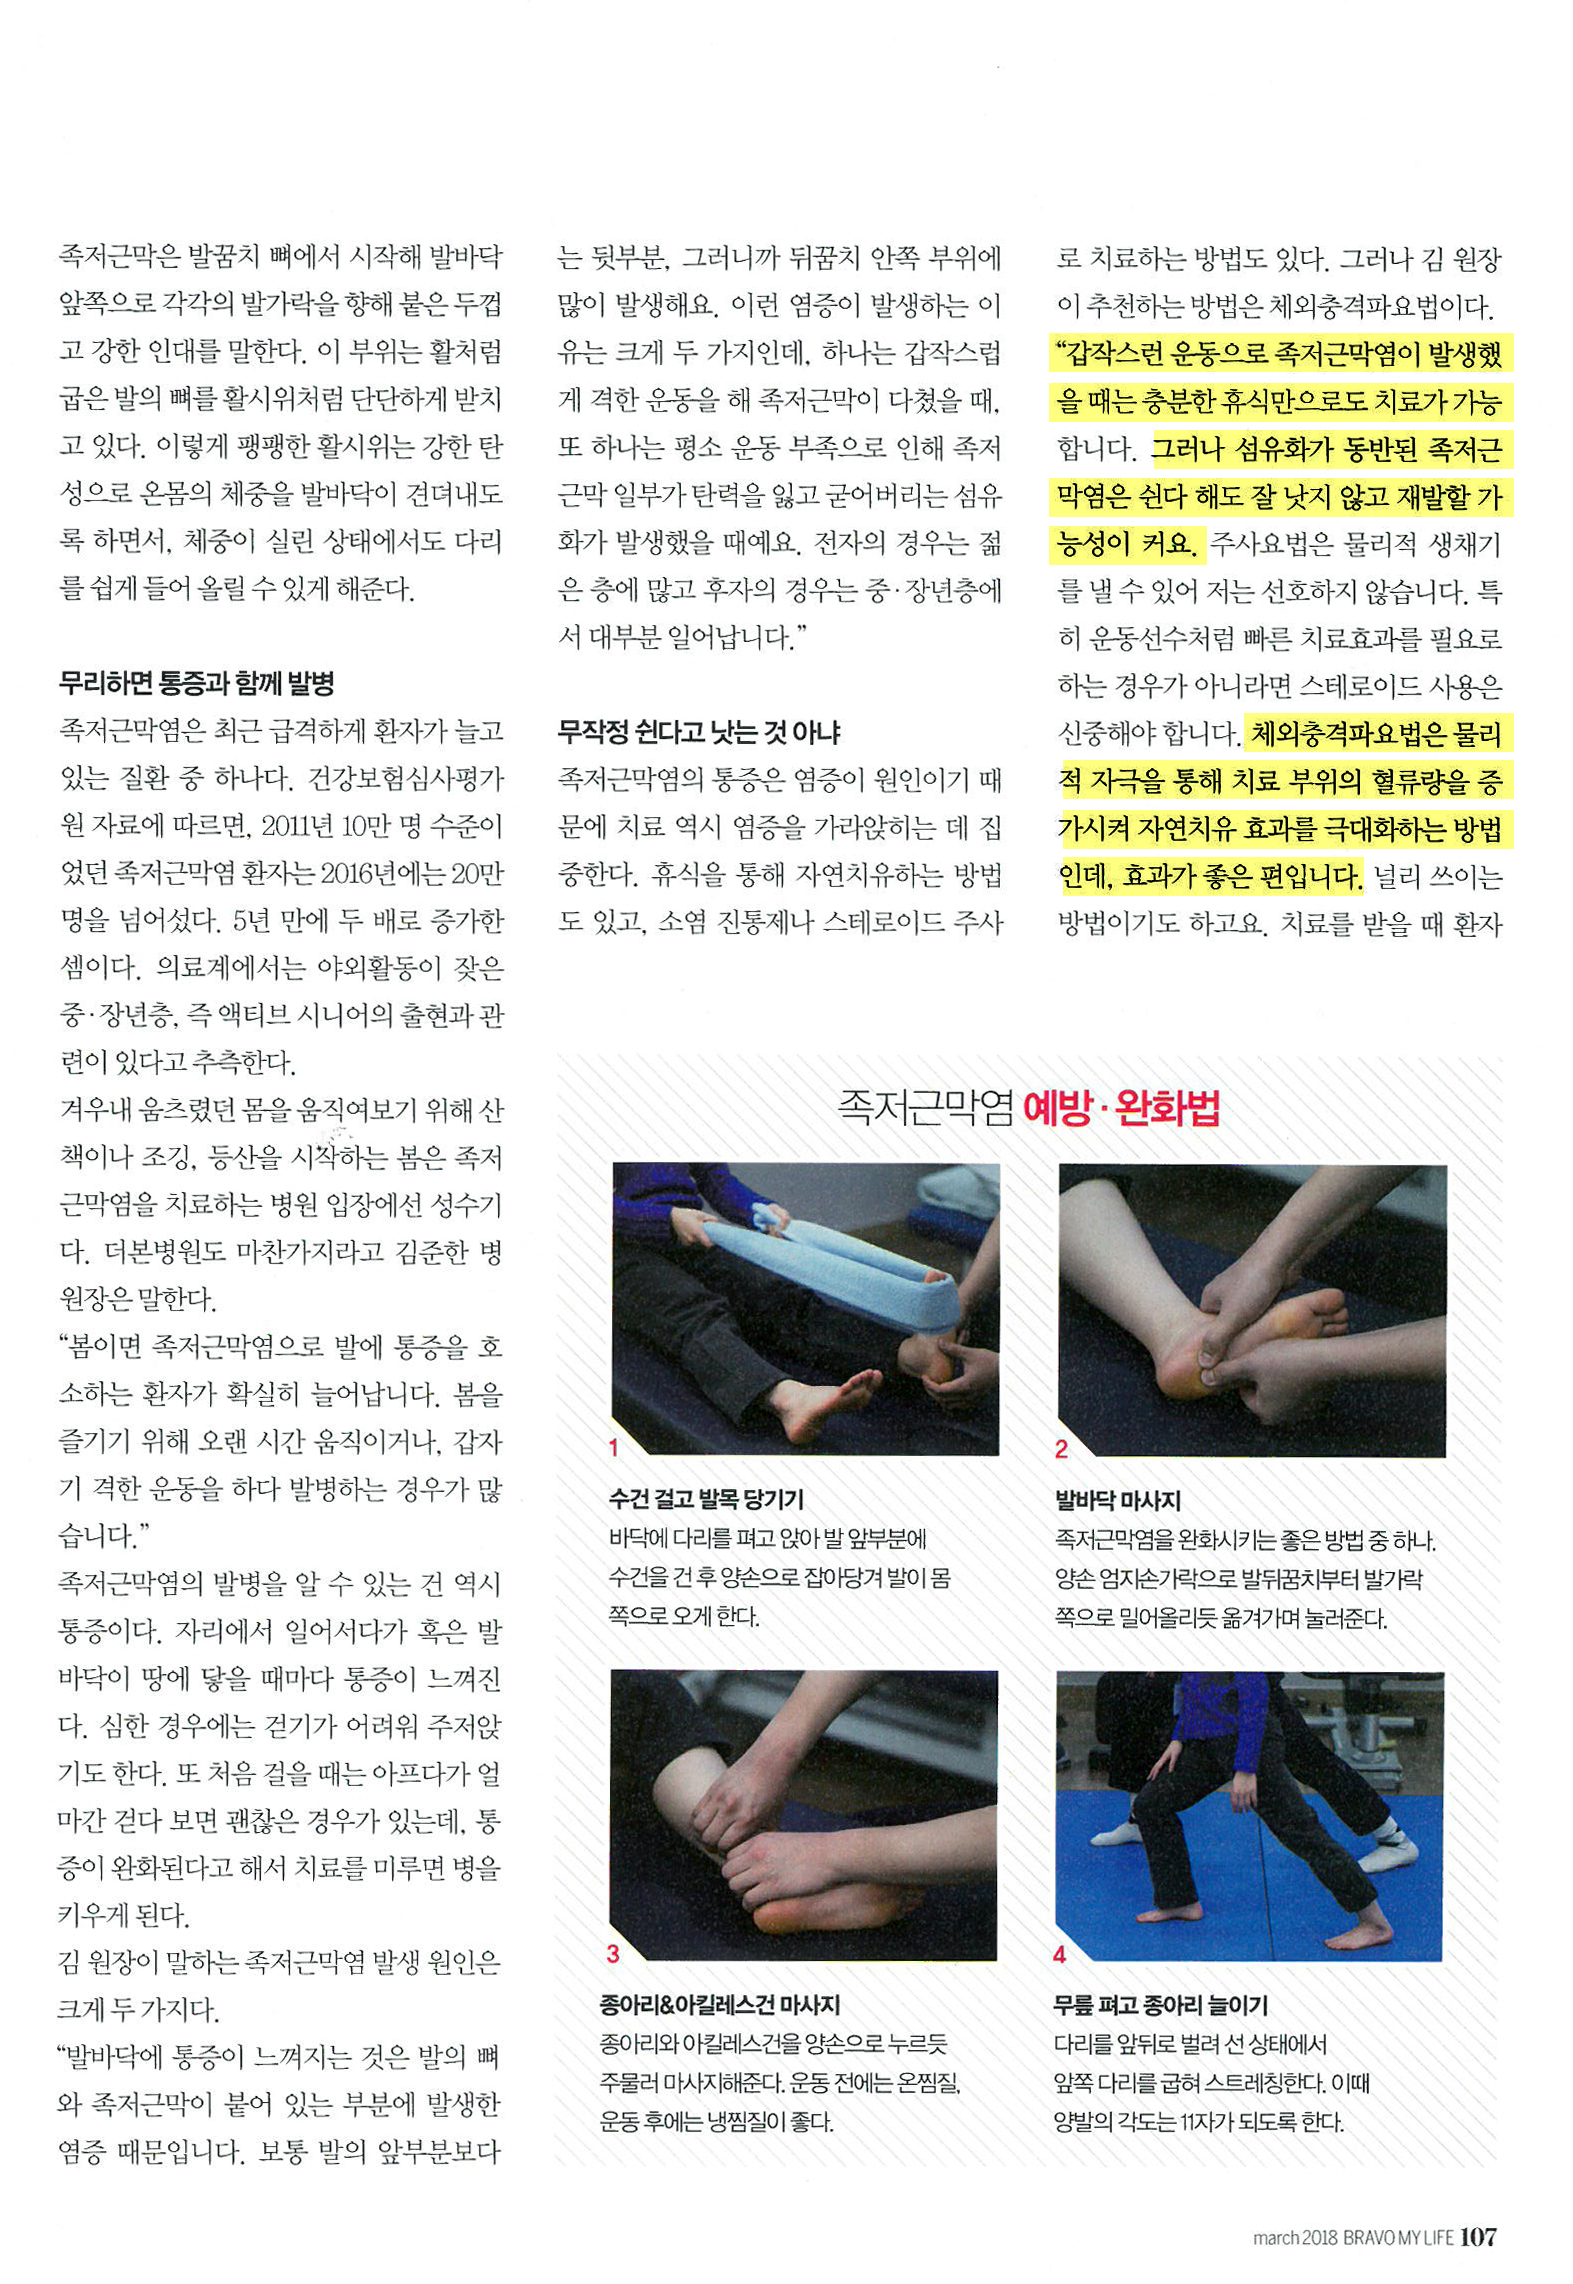 족저근막은 발꿈치 뼈에서 시작해 발바닥
앞쪽으로 각각의 발가락을 향해 붙은 두껍
고 강한 인대를 말한다. 이 부위는 활처럼
굽은 발의 뼈를 활시위처럼 단단하게 받치
고 있다. 이렇게 팽팽한 활시위는 강한 탄
성으로 온몸의 체중을 발바닥이 견뎌내도
록 하면서, 체중이 실린 상태에서도 다리
를 쉽게 들어 올릴 수 있게 해준다.
무리하면 통증과 함께 발병
족저근막염은 최근 급격하게 환자가 늘고
있는 질환 중 하나다. 건강보험심사평가
원 자료에 따르면, 2011년 10만 명 수준이
었던 족저근막염 환자는 2016년에는 20만
명을 넘어섰다. 5년 만에 두 배로 증가한
셈이다. 의료계에서는 야외활동이 잦은
중·장년층, 즉 액티브 시니어의 출현과 관
련이 있다고 추측한다.
겨우내 움츠렸던 몸을 움직여보기 위해 산
책이나 조깅, 등산을 시작하는 봄은 족저
근막염을 치료하는 병원 입장에선 성수기
다. 더본병원도 마찬가지라고 김준한 병
원장은 말한다.
“봄이면 족저근막염으로 발에 통증을 호
소하는 환자가 확실히 늘어납니다. 봄을
즐기기 위해 오랜 시간 움직이거나, 갑자
기 격한 운동을 하다 발병하는 경우가 많
습니다.”
족저근막염의 발병을 알 수 있는 건 역시
통증이다. 자리에서 일어서다가 혹은 발
바닥이 땅에 닿을 때마다 통증이 느껴진
다. 심한 경우에는 걷기가 어려워 주저앉
기도 한다. 또 처음 걸을 때는 아프다가 얼
마간 걷다 보면 괜찮은 경우가 있는데, 통
증이 완화된다고 해서 치료를 미루면 병을
키우게 된다.
김 원장이 말하는 족저근막염 발생 원인은
크게 두 가지다.
“발바닥에 통증이 느껴지는 것은 발의 뼈
와 족저근막이 붙어 있는 부분에 발생한
염증 때문입니다. 보통 발의 앞부분보다
는 뒷부분, 그러니까 뒤꿈치 안쪽 부위에
많이 발생해요. 이런 염증이 발생하는 이
유는 크게 두 가지인데, 하나는 갑작스럽
게 격한 운동을 해 족저근막이 다쳤을 때,
또 하나는 평소 운동 부족으로 인해 족저
근막 일부가 탄력을 잃고 굳어버리는 섬유
화가 발생했을 때예요. 전자의 경우는 젊
은 층에 많고 후자의 경우는 중·장년층에
서 대부분 일어납니다.”
무작정 쉰다고 낫는 것 아냐
족저근막염의 통증은 염증이 원인이기 때
문에 치료 역시 염증을 가라앉히는 데 집
중한다. 휴식을 통해 자연치유하는 방법
도 있고, 소염 진통제나 스테로이드 주사
로 치료하는 방법도 있다. 그러나 김 원장
이 추천하는 방법은 체외충격파요법이다.
“갑작스런 운동으로 족저근막염이 발생했
을 때는 충분한 휴식만으로도 치료가 가능
합니다. 그러나 섬유화가 동반된 족저근
막염은 쉰다 해도 잘 낫지 않고 재발할 가
능성이 커요. 주사요법은 물리적 생채기
를 낼 수 있어 저는 선호하지 않습니다. 특
히 운동선수처럼 빠른 치료효과를 필요로
하는 경우가 아니라면 스테로이드 사용은
신중해야 합니다. 체외충격파요법은 물리
적 자극을 통해 치료 부위의 혈류량을 증
가시켜 자연치유 효과를 극대화하는 방법
인데, 효과가 좋은 편입니다. 널리 쓰이는
방법이기도 하고요. 치료를 받을 때 환자
족저근막염 예방·완화법
1
수건 걸고 발목 당기기
바닥에 다리를 펴고 앉아 발 앞부분에
수건을 건 후 양손으로 잡아당겨 발이 몸
쪽으로 오게 한다.
2
발바닥 마사지
족저근막염을 완화시키는 좋은 방법 중 하나.
양손 엄지손가락으로 발뒤꿈치부터 발가락
쪽으로 밀어올리듯 옮겨가며 눌러준다.
3
종아리&아킬레스건 마사지
종아리와 아킬레스건을 양손으로 누르듯
주물러 마사지해준다. 운동 전에는 온찜질,
운동 후에는 냉찜질이 좋다.
4
무릎 펴고 종아리 늘이기
다리를 앞뒤로 벌려 선 상태에서
앞쪽 다리를 굽혀 스트레칭한다. 이때
양발의 각도는 11자가 되도록 한다.
march 2018 BRAVO MY LIFE 107